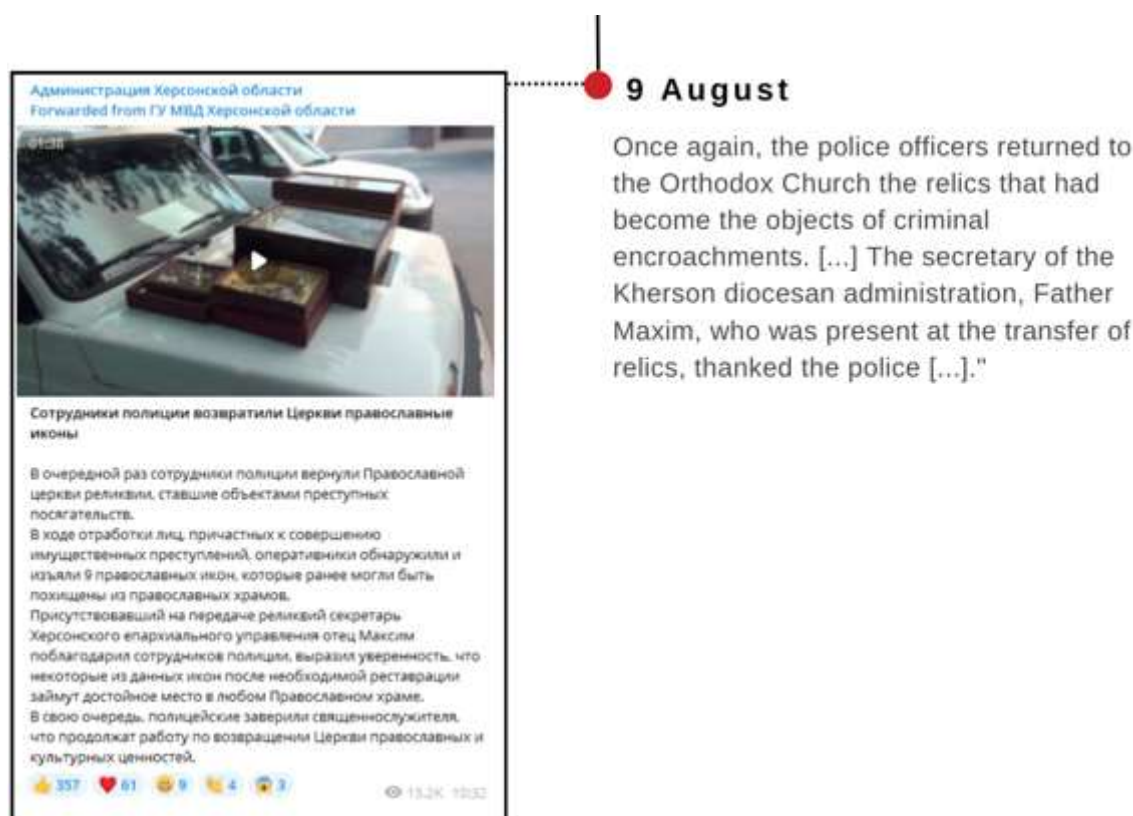 Администрация Херсонской области
Forwarded from ГУ МВД Херсонской области
Сотрудники полиции возвратили Церкви православные
иконы
В очередной раз сотрудники полиции вернули Православной
церкви реликвии, ставшие объектами преступных
посягательств.
В ходе отработки лиц, причастных к совершению
имущественных преступлений, оперативники обнаружили и
изъяли 9 православных икон, которые ранее могли быть
похищены из православных храмов.
Присутствовавший на передаче реликвий секретарь
Херсонского епархиального управления отец Максим
поблагодарил сотрудников полиции, выразил уверенность, что
некоторые из данных икон после необходимой реставрации
займут достойное место в любом Православном храме.
В свою очередь, полицейские заверили священнослужителя,
что продолжат работу по возвращению Церкви православных и
культурных ценностей.
357 61 9 4 3
9 August
Once again, the police officers returned to
the Orthodox Church the relics that had
become the objects of criminal
encroachments. [...] The secretary of the
Kherson diocesan administration, Father
Maxim, who was present at the transfer of
relics, thanked the police [...]."